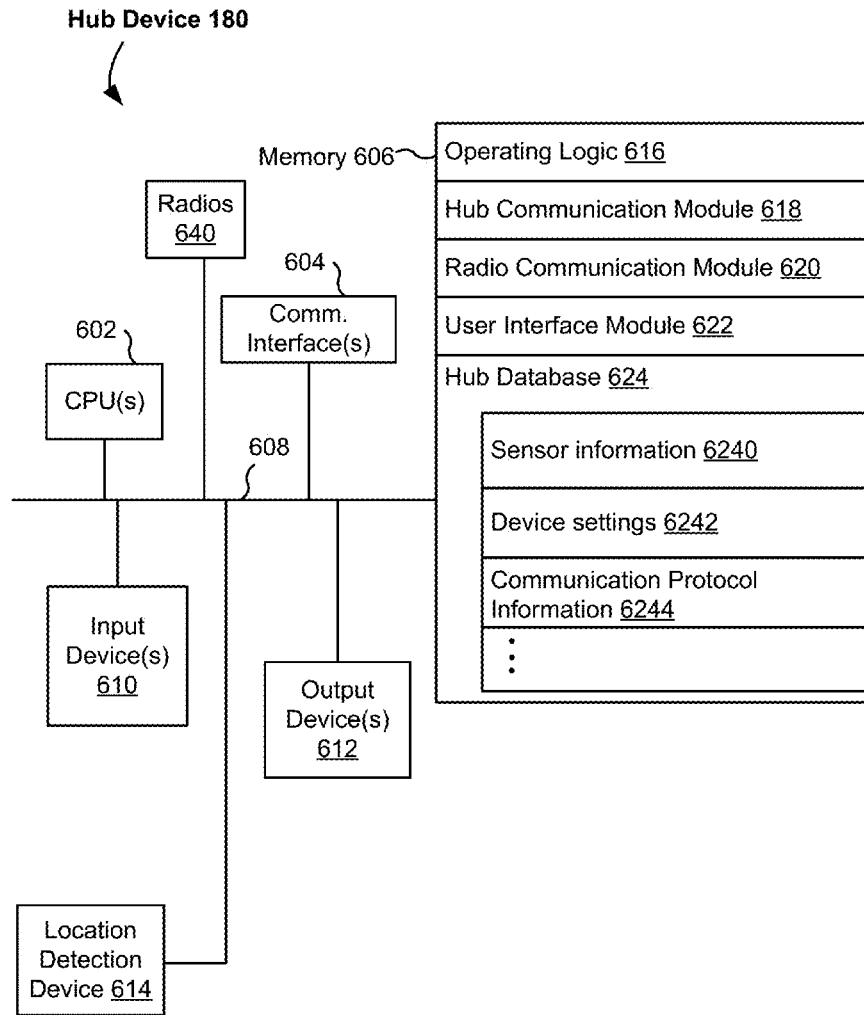 Hub Device 180
Memory 606
Operating Logic 616
Hub Communication Module 618
Radio Communication Module 620
User Interface Module 622
Hub Database 624
Sensor information 6240
Device settings 6242
Communication Protocol
Information 6244
Radios
640
604
Comm.
Interface(s)
602
CPU(s)
608
Input
Device(s)
610
Output
Device(s)
612
Location
Detection
Device 614